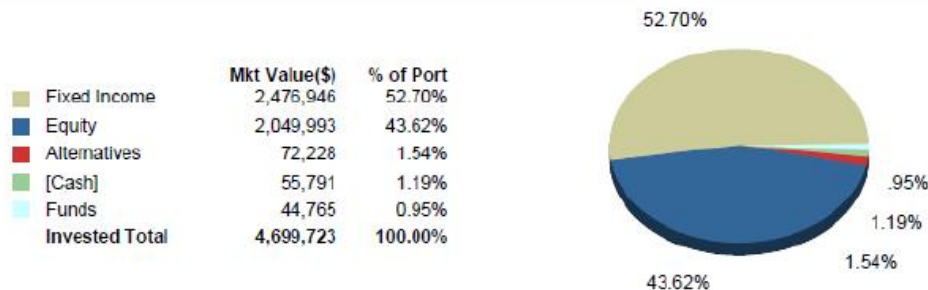 52.70%
Mkt Value($) % of Port
Fixed Income 2,476,946 52.70%
Equity 2,049,993 43.62%
Alternatives 72,228 1.54%
[Cash] 55,791 1.19%
Funds 44,765 0.95%
Invested Total 4,699,723 100.00%
.95%
1.19%
1.54%
43.62%